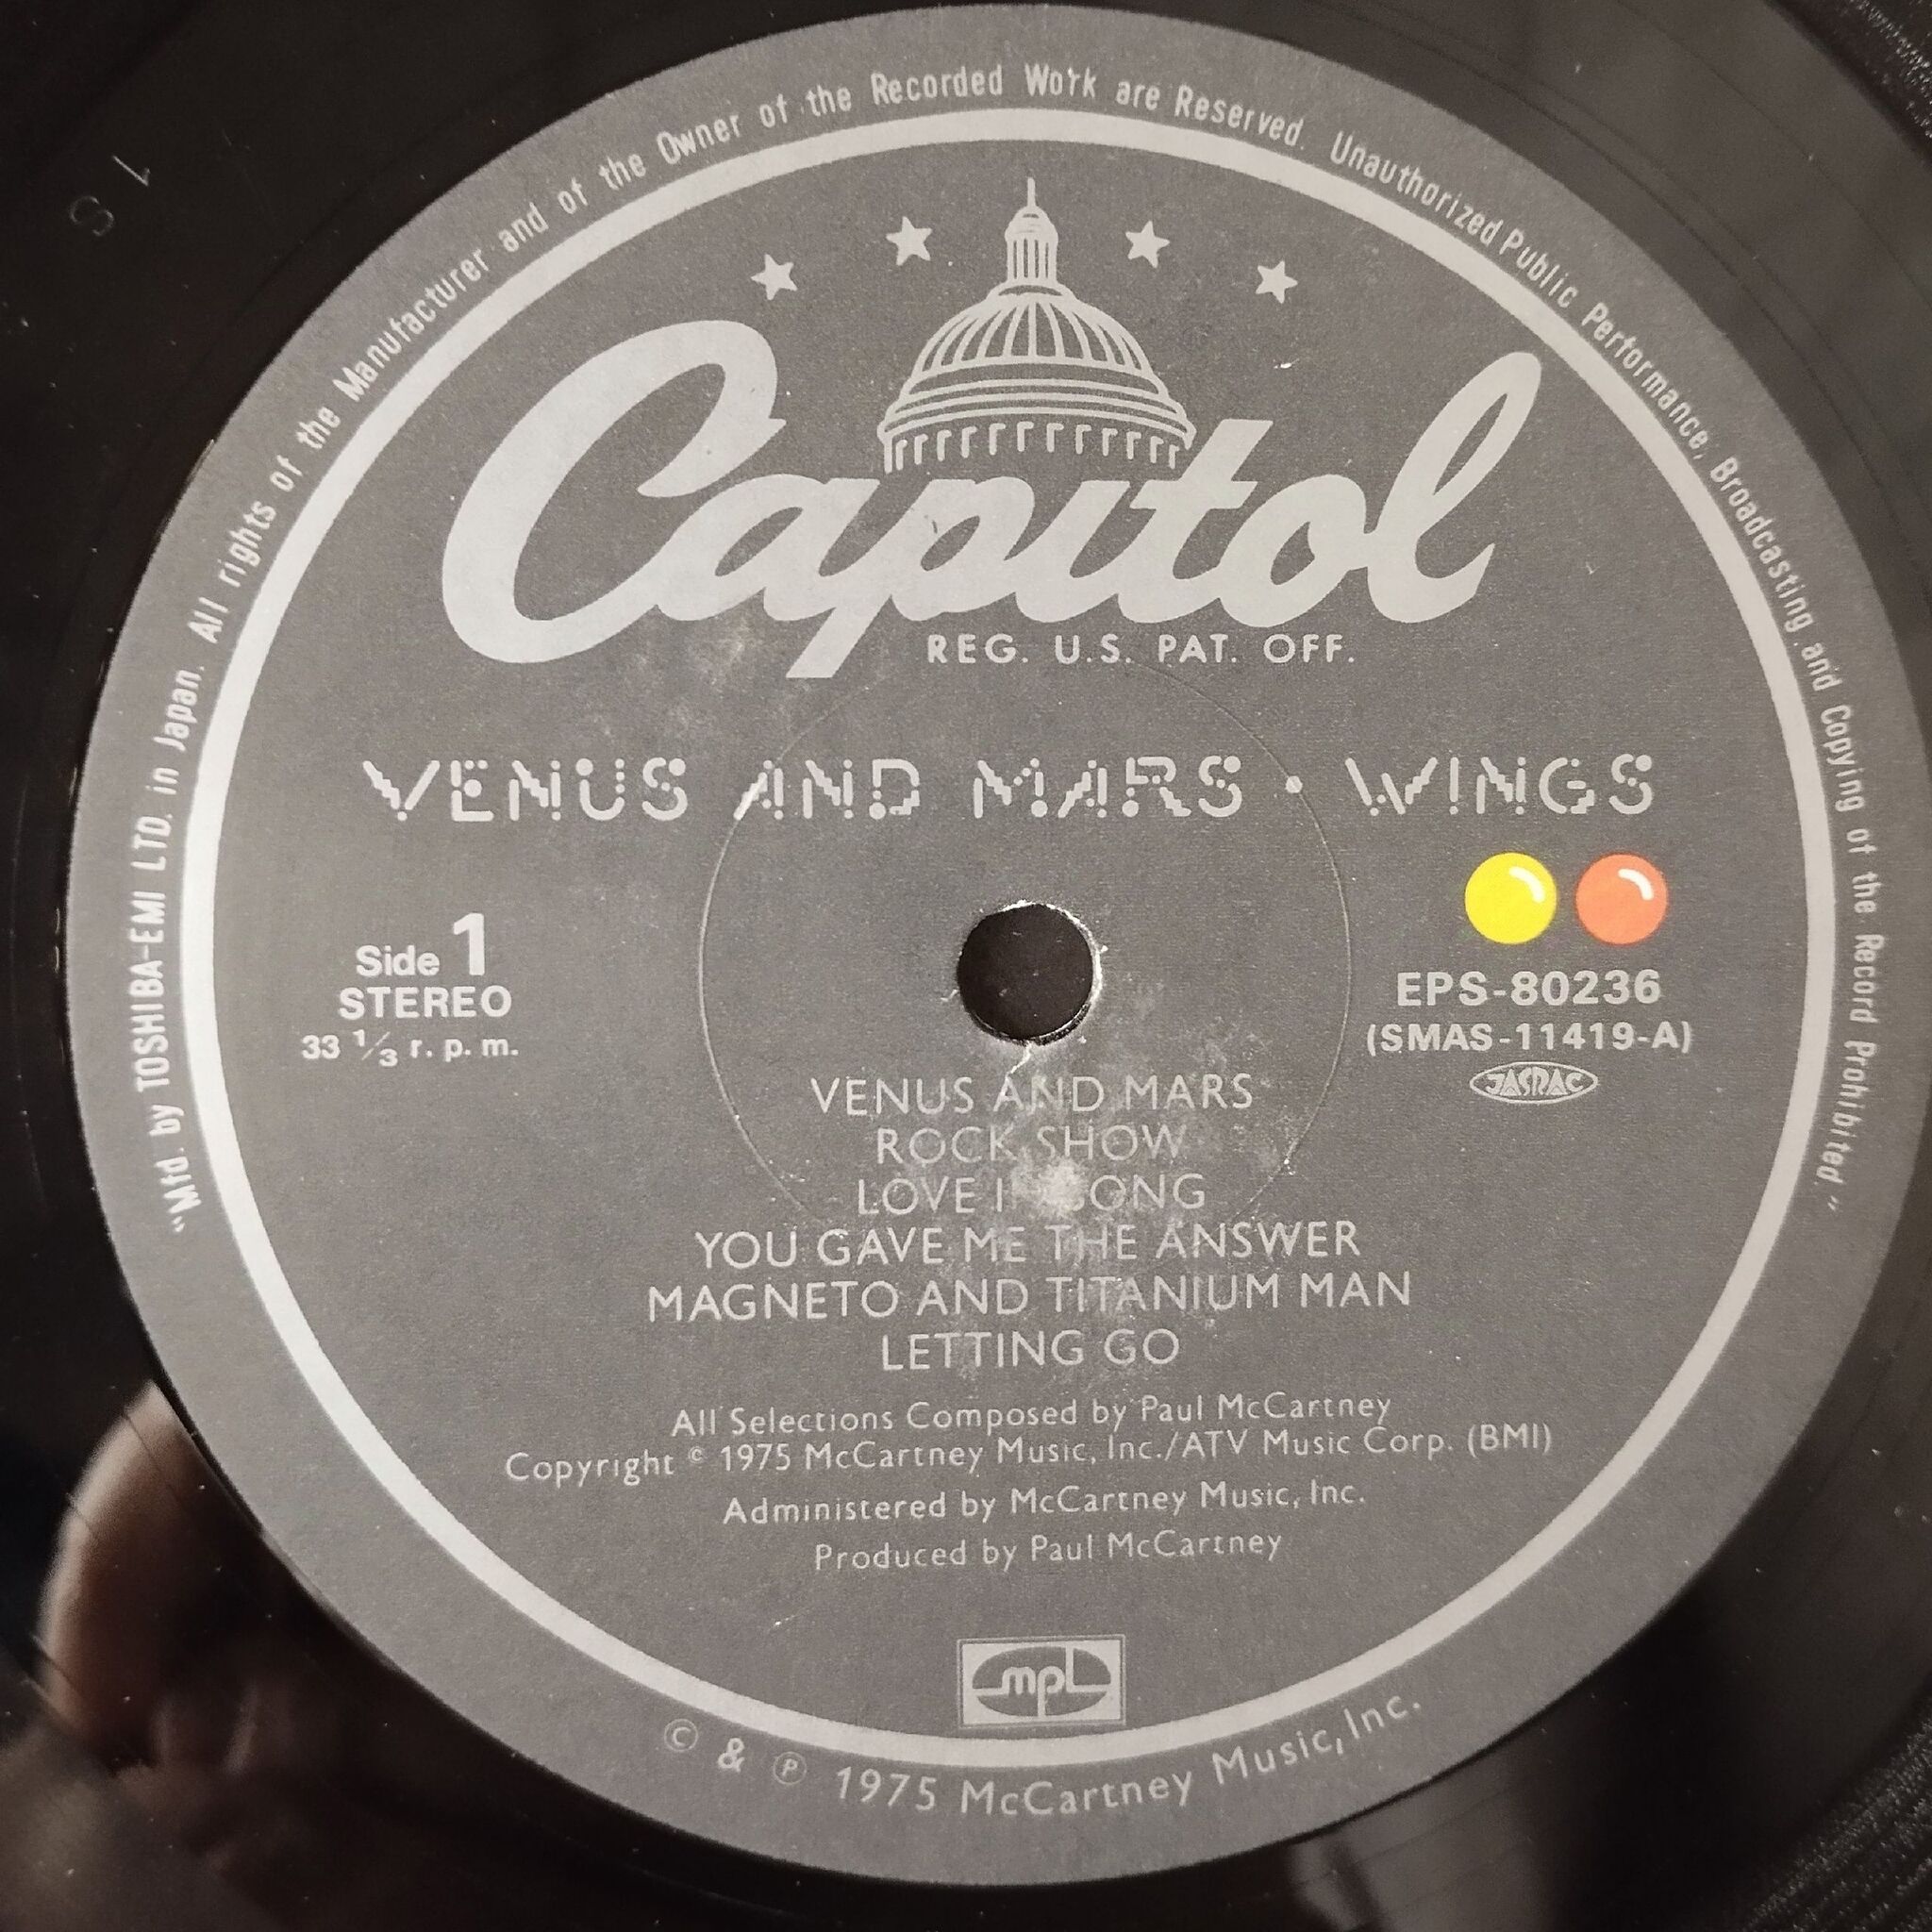 "Mfd. by TOSHIBA-EMI LTD. in Japan. All rights of the Manufacturer and of the Owner of the Recorded Work are Reserved. Unauthorized Public Performance, Broadcasting and Copying of the Record Prohibited."
Capitol
REG. U.S. PAT. OFF.
VENUS AND MARS • WINGS
Side 1
STEREO
33 1/3 r. p. m.
EPS-80236
(SMAS-11419-A)
JASRAC
VENUS AND MARS
ROCK SHOW
LOVE I SONG
YOU GAVE ME THE ANSWER
MAGNETO AND TITANIUM MAN
LETTING GO
All Selections Composed by Paul McCartney
Copyright © 1975 McCartney Music, Inc./ATV Music Corp. (BMI)
Administered by McCartney Music, Inc.
Produced by Paul McCartney
mpl
© & ℗ 1975 McCartney Music, Inc.